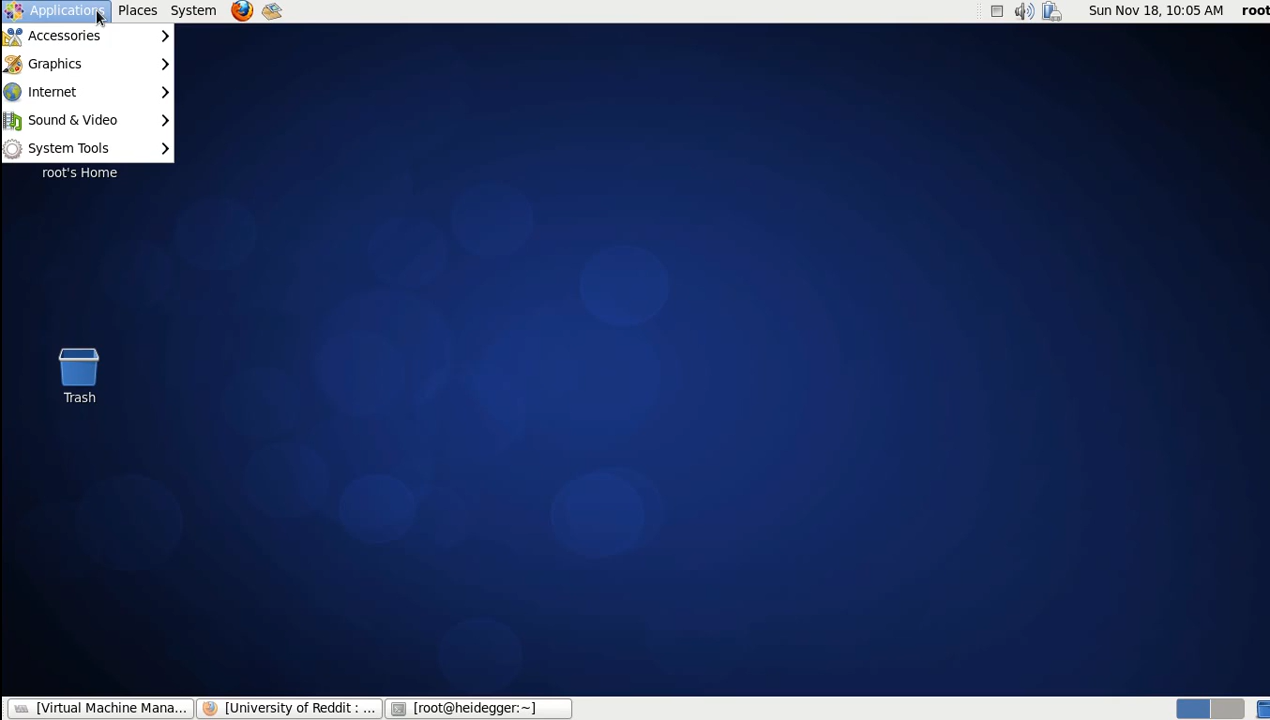 Applications Places System Sun Nov 18, 10:05 AM root
Accessories
Graphics
Internet
Sound & Video
System Tools
root's Home
Trash
[Virtual Machine Mana... [University of Reddit : ... [root@heidegger:~]